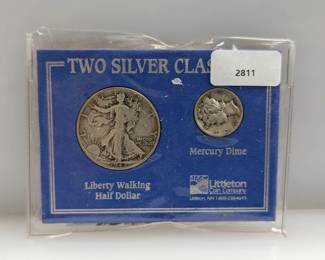 TWO SILVER CLAS
2811
Mercury Dime
Liberty Walking
Half Dollar
Littleton
Coin Company